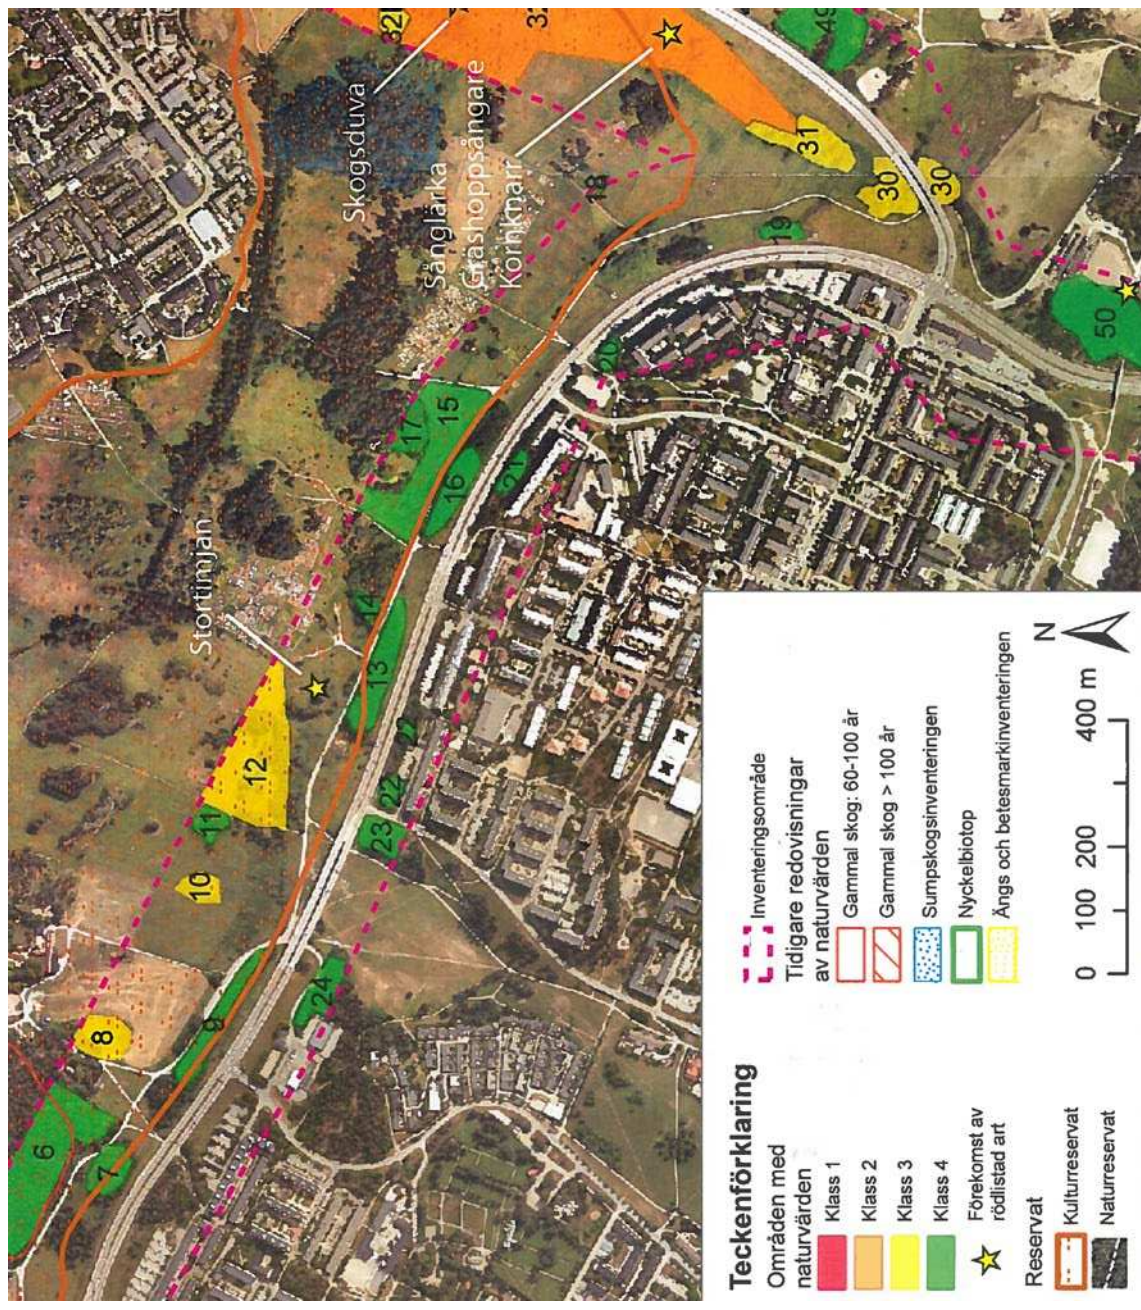 Skogsduva
Sånglärka
Gräshoppsångare
Kornknarr
Stortimjan
6
7
8
9
10
11
12
13
14
15
16
17
18
19
20
21
22
22
23
24
30
30
31
32
32
49
50
Teckenförklaring
Områden med
naturvärden
Klass 1
Klass 2
Klass 3
Klass 4
Förekomst av
rödlistad art
Reservat
Kulturreservat
Naturreservat
Inventeringsområde
Tidigare redovisningar
av naturvärden
Gammal skog: 60-100 år
Gammal skog > 100 år
Sumpskogsinventeringen
Nyckelbiotop
Ängs och betesmarkinventeringen
N
0 100 200 400 m